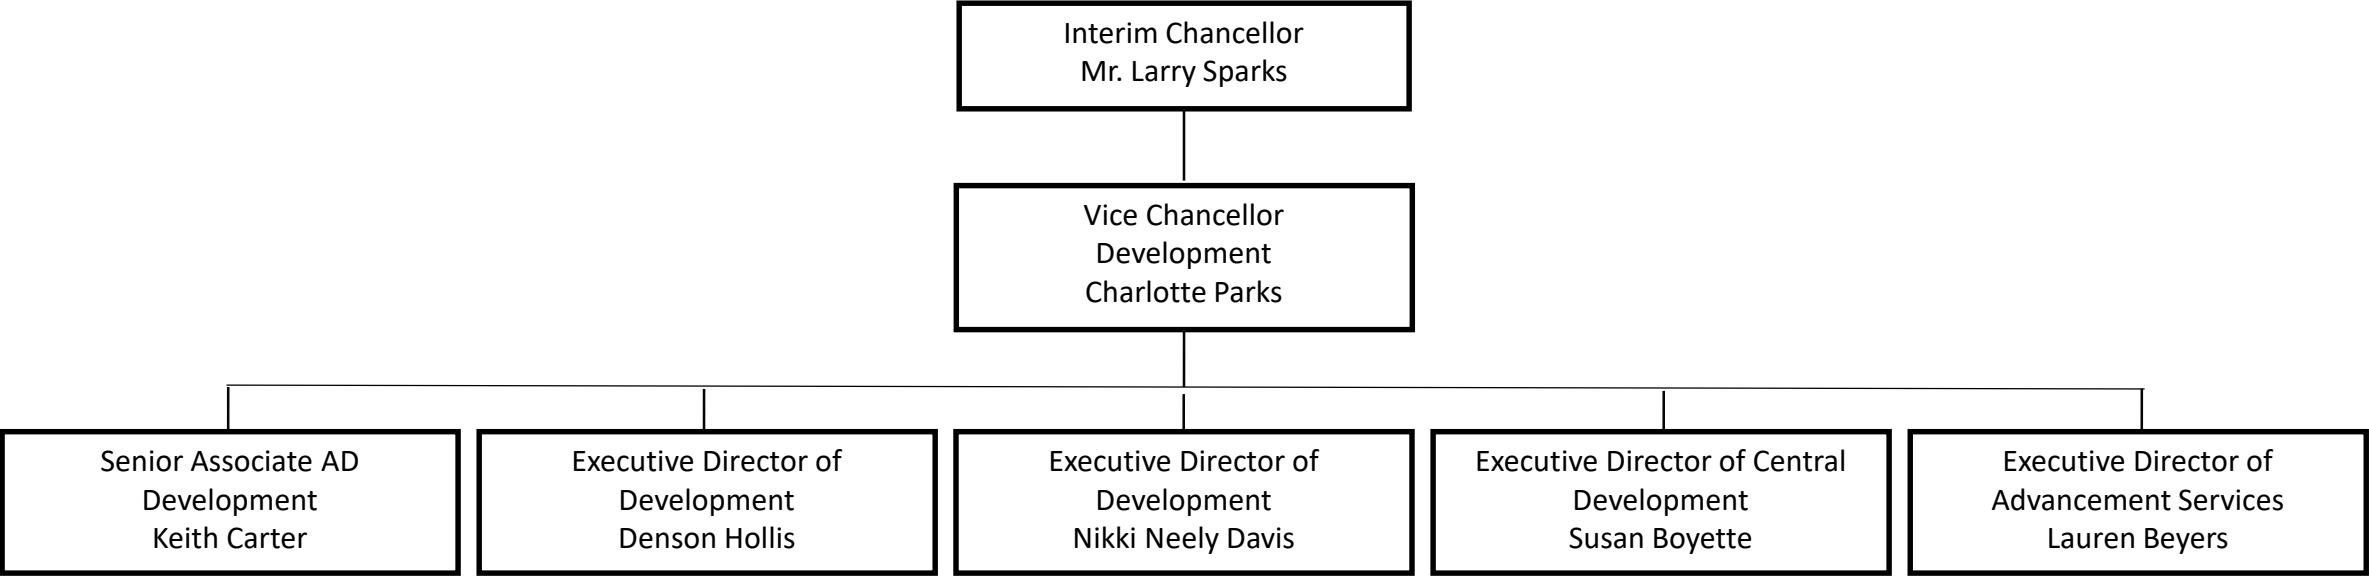 Interim Chancellor
Mr. Larry Sparks
Vice Chancellor
Development
Charlotte Parks
Senior Associate AD
Development
Keith Carter
Executive Director of
Development
Denson Hollis
Executive Director of
Development
Nikki Neely Davis
Executive Director of Central
Development
Susan Boyette
Executive Director of
Advancement Services
Lauren Beyers